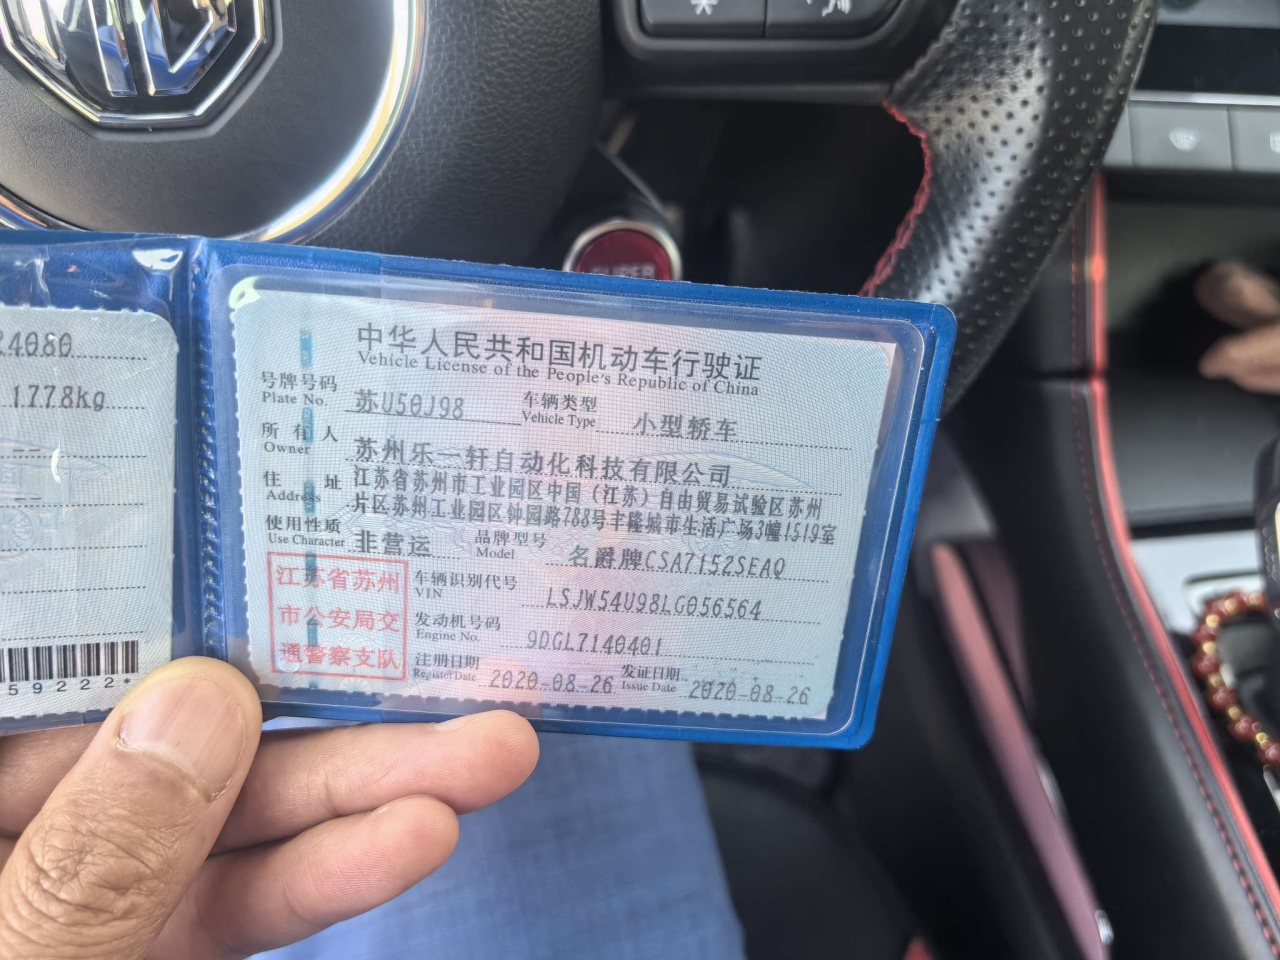 24080
1778kg
59222*
中华人民共和国机动车行驶证
Vehicle License of the People's Republic of China
号牌号码 苏U50J98 车辆类型 小型轿车
Plate No. Vehicle Type
所有人 苏州乐一轩自动化科技有限公司
Owner
住址 江苏省苏州市工业园区中国（江苏）自由贸易试验区苏州
Address 片区苏州工业园区钟园路788号丰隆城市生活广场3幢1519室
使用性质 非营运 品牌型号 名爵牌CSA7152SEAQ
Use Character Model
江苏省苏州
市公安局交
通警察支队
车辆识别代号 LSJW54U98LG056564
VIN
发动机号码 9DGL7140401
Engine No.
注册日期 2020-08-26 发证日期 2020-08-26
Register Date Issue Date